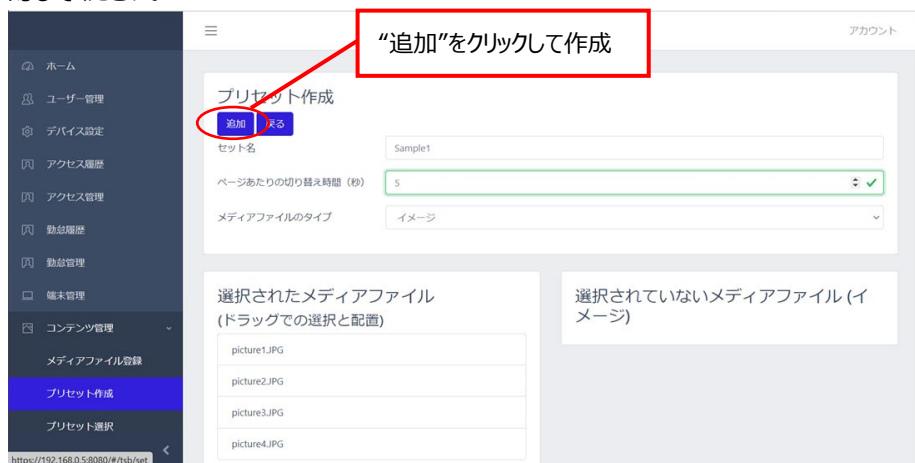 “追加”をクリックして作成
アカウント
ホーム
ユーザー管理
デバイス設定
アクセス履歴
アクセス管理
勤怠履歴
勤怠管理
端末管理
コンテンツ管理
メディアファイル登録
プリセット作成
プリセット選択
https://192.168.0.5:8080/#/tsb/set
プリセット作成
追加 戻る
セット名 Sample1
ページあたりの切り替え時間（秒） 5
メディアファイルのタイプ イメージ
選択されたメディアファイル
(ドラッグでの選択と配置)
picture1.JPG
picture2.JPG
picture3.JPG
picture4.JPG
選択されていないメディアファイル (イ
メージ)